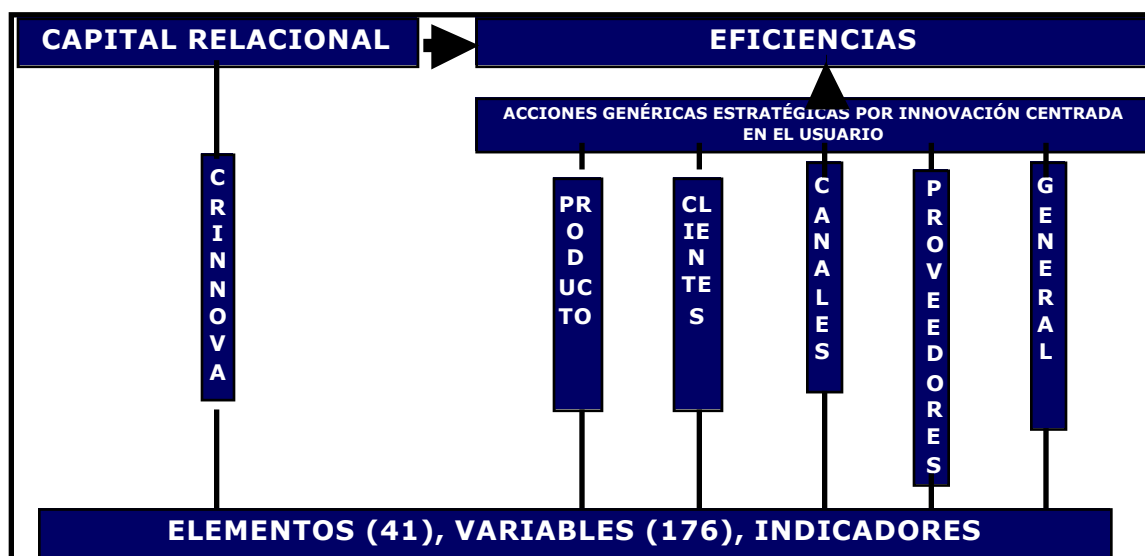 CAPITAL RELACIONAL
EFICIENCIAS
ACCIONES GENÉRICAS ESTRATÉGICAS POR INNOVACIÓN CENTRADA
EN EL USUARIO
C
R
I
N
N
O
V
A
PR
O
D
UC
TO
CL
IE
N
TE
S
C
A
N
A
L
E
S
P
R
O
V
E
E
D
O
R
E
S
G
E
N
E
R
A
L
ELEMENTOS (41), VARIABLES (176), INDICADORES